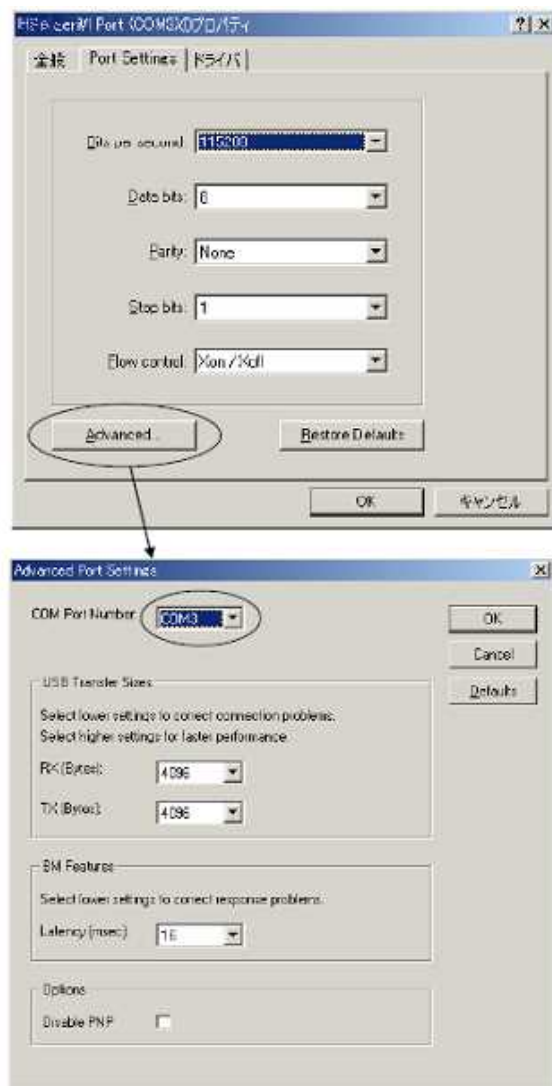 Port (COM3)のプロパティ
全般 Port Settings ドライバ
Bits per second: 115200
Data bits: 8
Parity: None
Stop bits: 1
Flow control: Xon / Xoff
Advanced...
Restore Defaults
OK
キャンセル
Advanced Port Settings
COM Port Number: COM3
OK
Cancel
Defaults
USB Transfer Sizes
Select lower settings to correct connection problems.
Select higher settings for faster performance.
RX (Bytes): 4096
TX (Bytes): 4096
BM Features
Select lower settings to correct response problems.
Latency (msec): 16
Options
Disable PNP